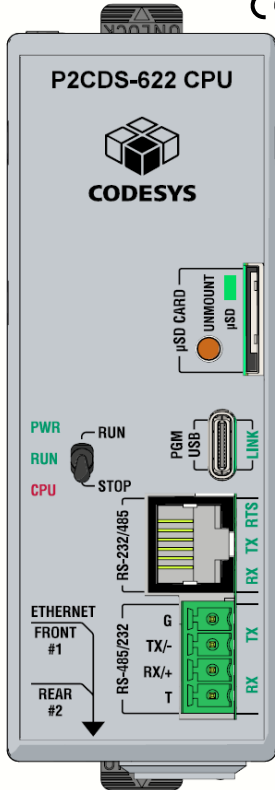 UNLOCK
P2CDS-622 CPU
CODESYS
µSD CARD
UNMOUNT
µSD
PWR
RUN
CPU
RUN
STOP
PGM
USB
LINK
RS-232/485
RX TX RTS
ETHERNET
FRONT
#1
REAR
#2
RS-485/232
G
TX/-
RX/+
T
TX
RX